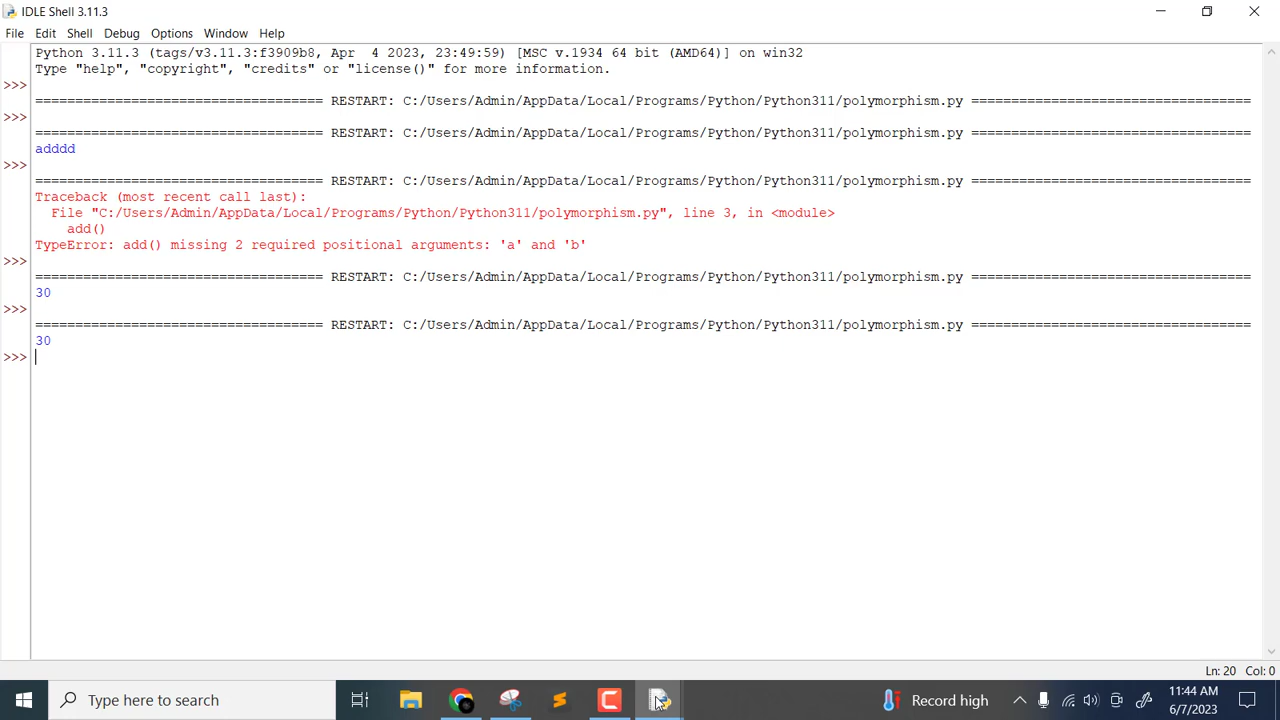 IDLE Shell 3.11.3
File Edit Shell Debug Options Window Help
Python 3.11.3 (tags/v3.11.3:f3909b8, Apr  4 2023, 23:49:59) [MSC v.1934 64 bit (AMD64)] on win32
Type "help", "copyright", "credits" or "license()" for more information.
>>>
==================================== RESTART: C:/Users/Admin/AppData/Local/Programs/Python/Python311/polymorphism.py ===================================
>>>
==================================== RESTART: C:/Users/Admin/AppData/Local/Programs/Python/Python311/polymorphism.py ===================================
adddd
>>>
==================================== RESTART: C:/Users/Admin/AppData/Local/Programs/Python/Python311/polymorphism.py ===================================
Traceback (most recent call last):
  File "C:/Users/Admin/AppData/Local/Programs/Python/Python311/polymorphism.py", line 3, in <module>
    add()
TypeError: add() missing 2 required positional arguments: 'a' and 'b'
>>>
==================================== RESTART: C:/Users/Admin/AppData/Local/Programs/Python/Python311/polymorphism.py ===================================
30
>>>
==================================== RESTART: C:/Users/Admin/AppData/Local/Programs/Python/Python311/polymorphism.py ===================================
30
>>>
Ln: 20 Col: 0
Type here to search
Record high
11:44 AM
6/7/2023